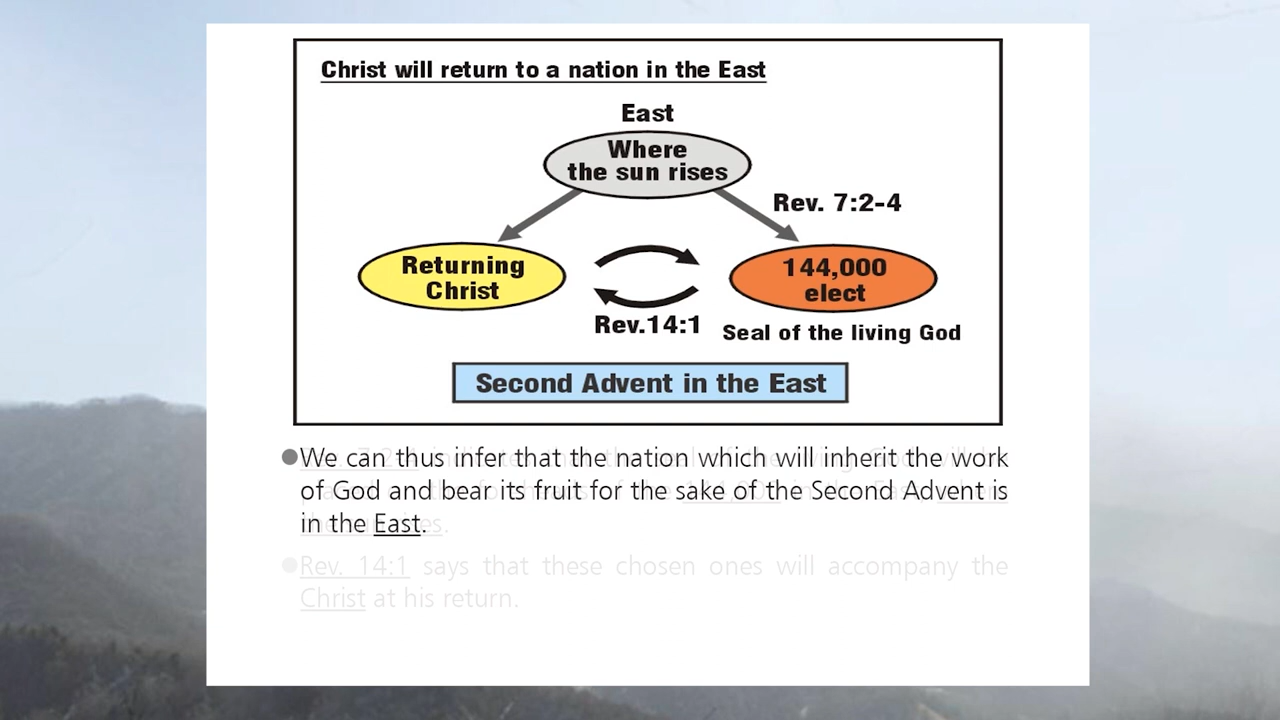 Christ will return to a nation in the East
East
Where
the sun rises
Rev. 7:2-4
Returning
Christ
144,000
elect
Rev.14:1
Seal of the living God
Second Advent in the East
●We can thus infer that the nation which will inherit the work
of God and bear its fruit for the sake of the Second Advent is
in the East.
●Rev. 14:1 says that these chosen ones will accompany the
Christ at his return.